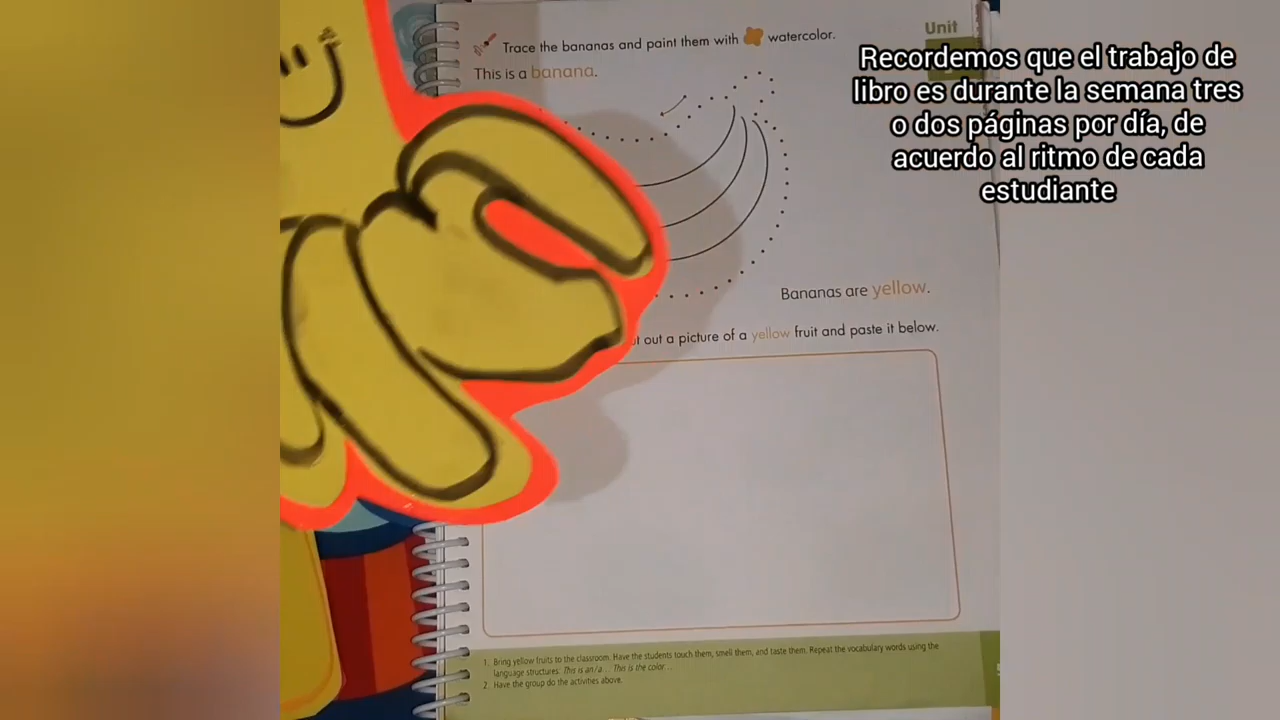 Trace the bananas and paint them with watercolor.
This is a banana.
Unit
Recordemos que el trabajo de
libro es durante la semana tres
o dos páginas por día, de
acuerdo al ritmo de cada
estudiante
Bananas are yellow.
out a picture of a yellow fruit and paste it below.
1. Bring yellow fruits to the classroom. Have the students touch them, smell them, and taste them. Repeat the vocabulary words using the
language structures: This is an/a... This is the color...
2. Have the group do the activities above.